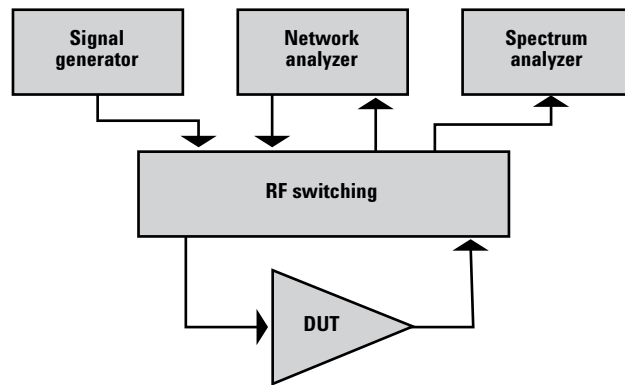 Signal
generator
Network
analyzer
Spectrum
analyzer
RF switching
DUT